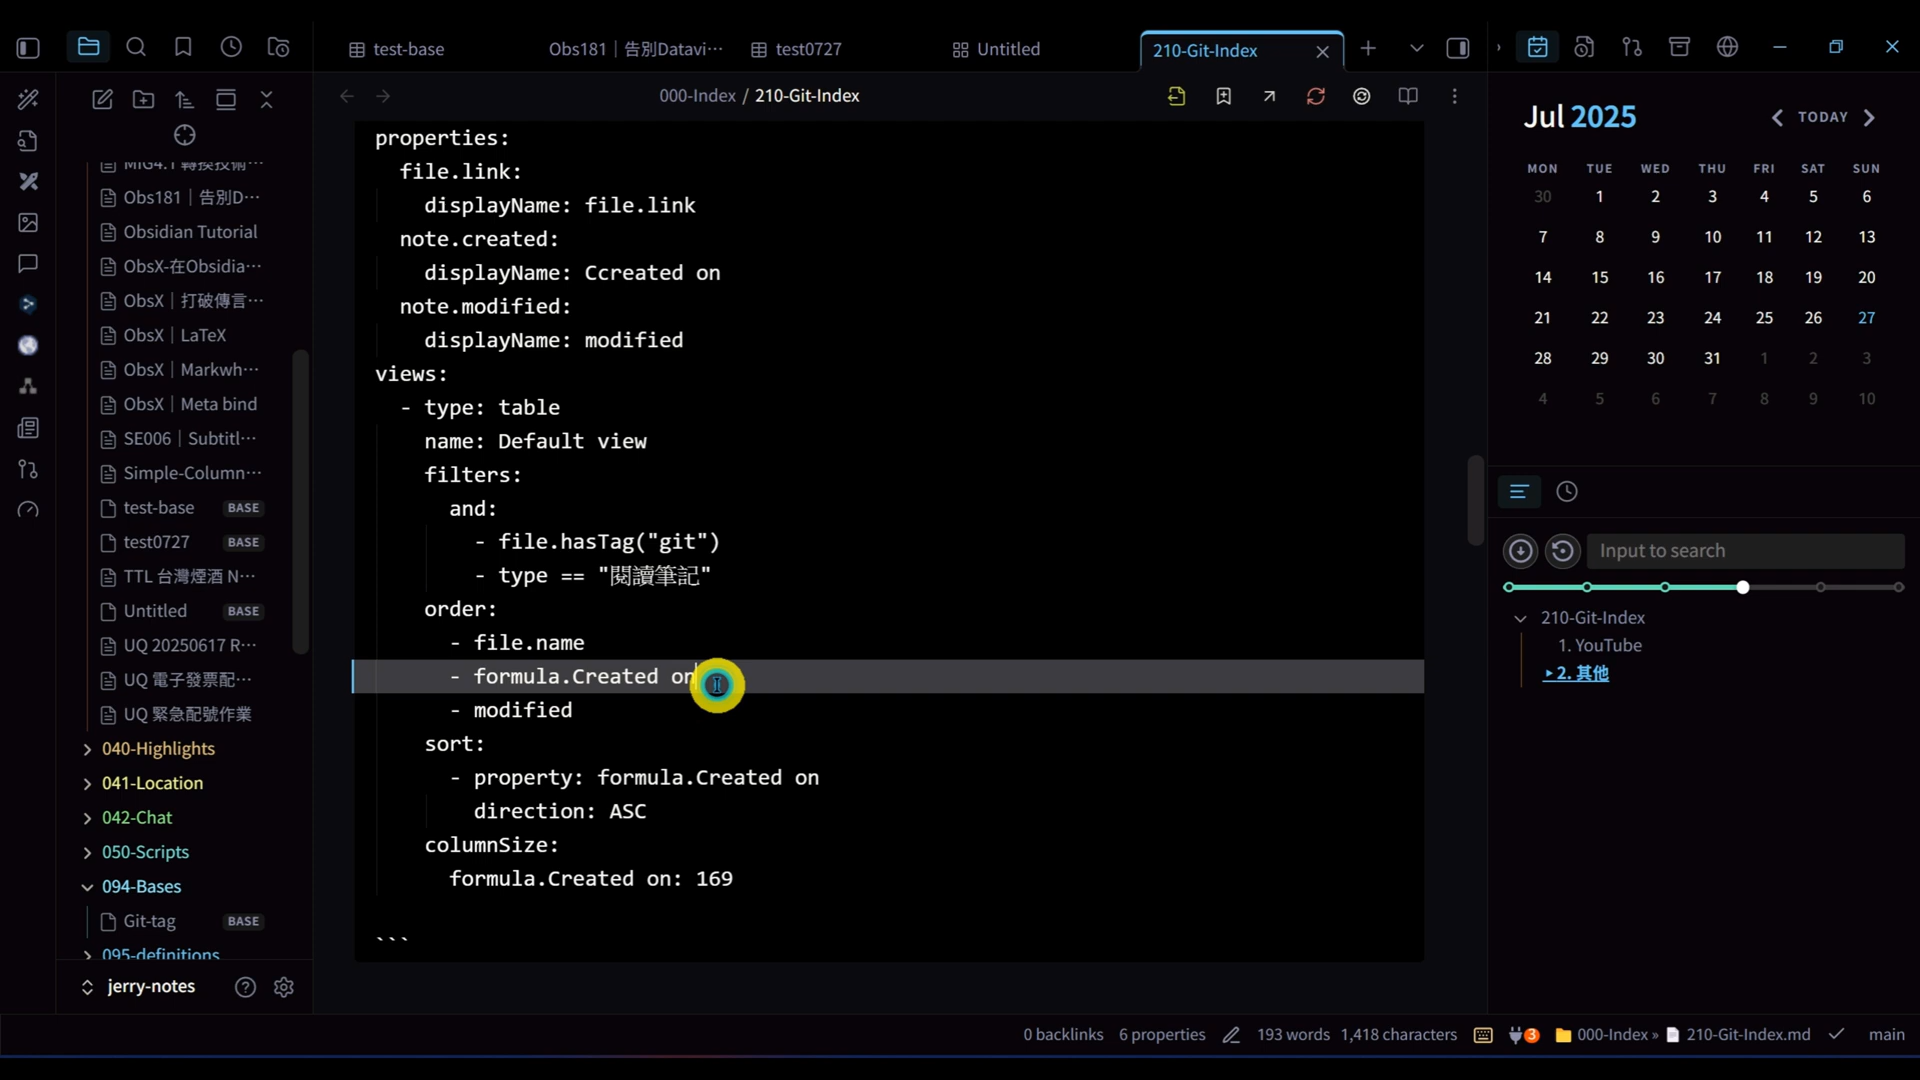 test-base
Obs181｜告別Datavi···
test0727
Untitled
210-Git-Index
000-Index / 210-Git-Index
Obs181｜告別D···
Obsidian Tutorial
ObsX-在Obsidia···
ObsX｜打破傳言···
ObsX｜LaTeX
ObsX｜Markwh···
ObsX｜Meta bind
SE006｜Subtitl···
Simple-Column···
test-base BASE
test0727 BASE
TTL 台灣煙酒 N···
Untitled BASE
UQ 20250617 R···
UQ 電子發票配···
UQ 緊急配號作業
040-Highlights
041-Location
042-Chat
050-Scripts
094-Bases
Git-tag BASE
095-definitions
jerry-notes
properties:
file.link:
displayName: file.link
note.created:
displayName: Ccreated on
note.modified:
displayName: modified
views:
- type: table
name: Default view
filters:
and:
- file.hasTag("git")
- type == "閱讀筆記"
order:
- file.name
- formula.Created on
- modified
sort:
- property: formula.Created on
direction: ASC
columnSize:
formula.Created on: 169
```
Jul 2025
TODAY
MON TUE WED THU FRI SAT SUN
30 1 2 3 4 5 6
7 8 9 10 11 12 13
14 15 16 17 18 19 20
21 22 23 24 25 26 27
28 29 30 31 1 2 3
4 5 6 7 8 9 10
Input to search
210-Git-Index
1. YouTube
2. 其他
0 backlinks 6 properties 193 words 1,418 characters 3 000-Index » 210-Git-Index.md main